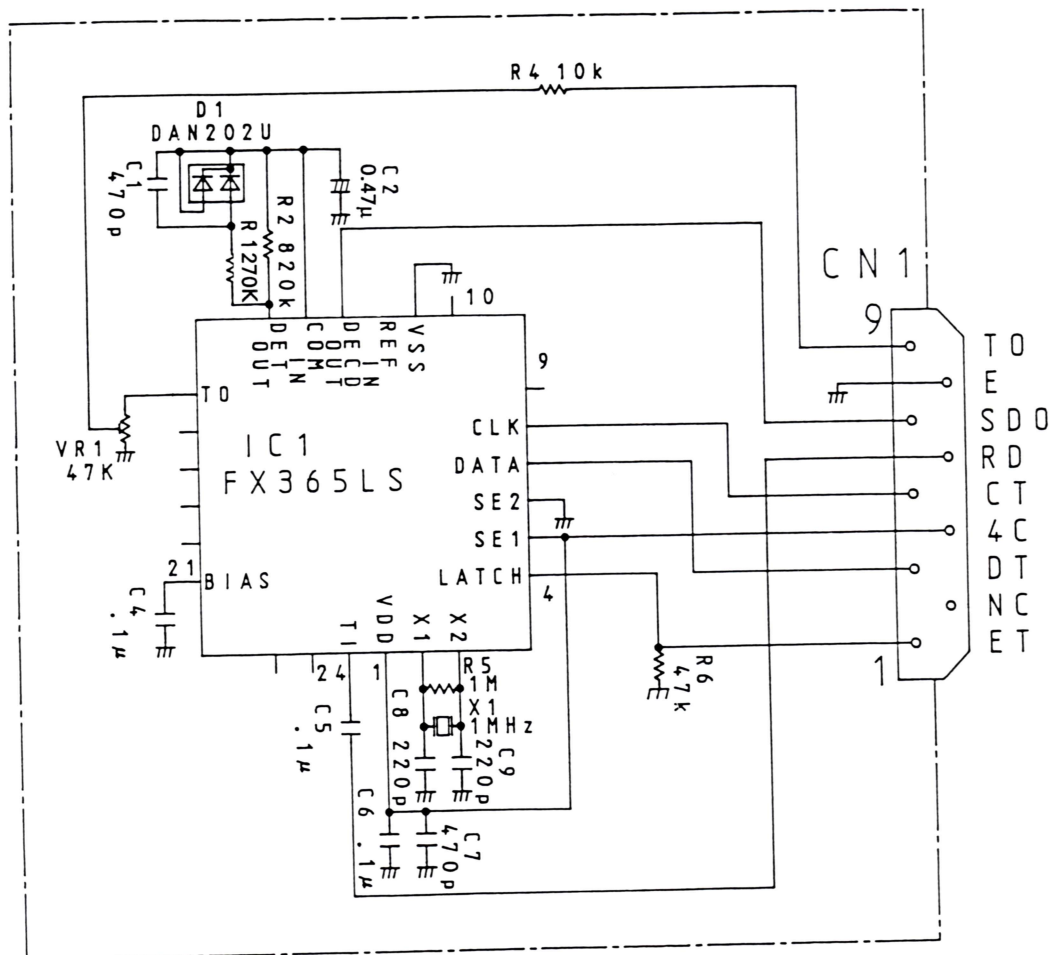 R4 10k
D1
DAN202U
C1
470p
C2
0.47µ
R1 270K
R2 820k
CN1
9
10
DET
OUT
COM
IN
DECD
OUT
REF
IN
VSS
9
TO
E
SDO
RD
CT
4C
DT
NC
ET
1
TO
VR1
47K
IC1
FX365LS
CLK
DATA
SE2
SE1
LATCH
4
21
BIAS
C4
.1µ
TI
VDD
X1
X2
24
1
R5
1M
X1
1MHz
C5
.1µ
C8
220p
C9
220p
C6
.1µ
C7
470p
R6
47k